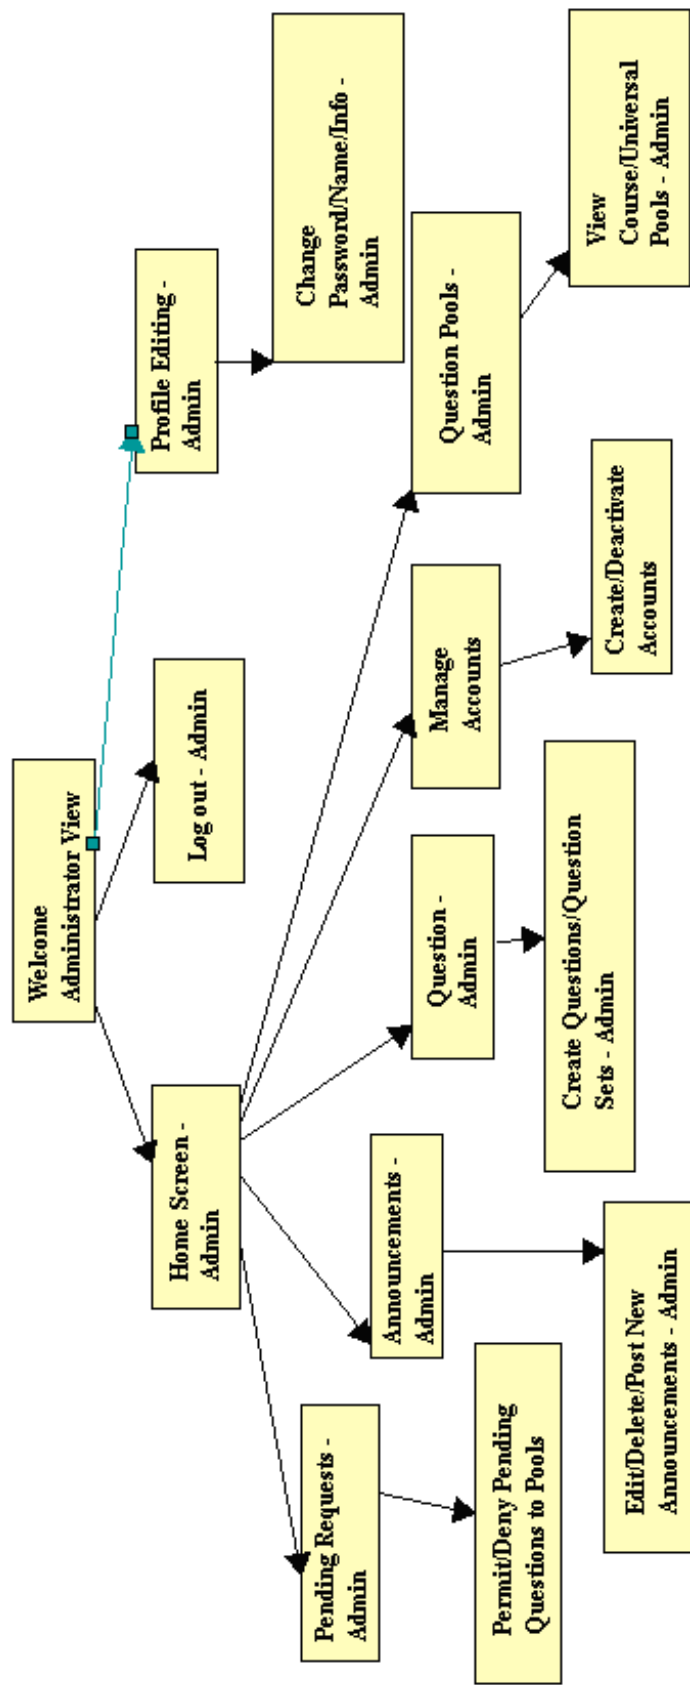 Welcome
Administrator View
Home Screen -
Admin
Log out - Admin
Profile Editing -
Admin
Change
Password/Name/Info -
Admin
Pending Requests -
Admin
Announcements -
Admin
Question -
Admin
Manage
Accounts
Question Pools -
Admin
Permit/Deny Pending
Questions to Pools
Edit/Delete/Post New
Announcements - Admin
Create Questions/Question
Sets - Admin
Create/Deactivate
Accounts
View
Course/Universal
Pools - Admin